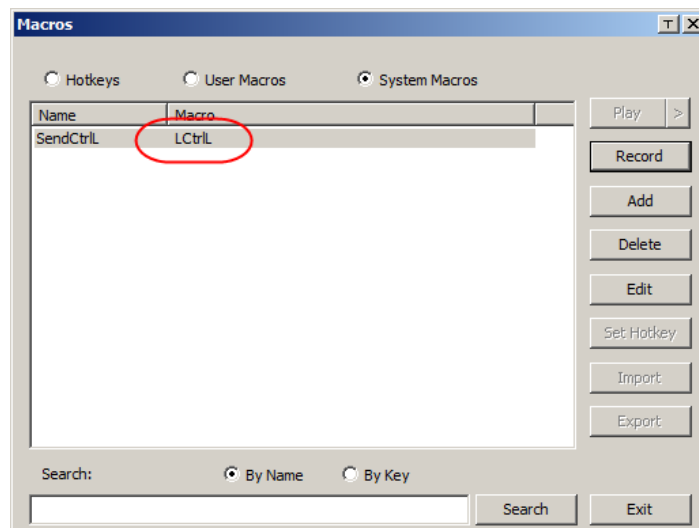 Macros
Hotkeys User Macros System Macros
Name Macro
SendCtrlL LCtrlL
Play >
Record
Add
Delete
Edit
Set Hotkey
Import
Export
Search: By Name By Key
Search Exit